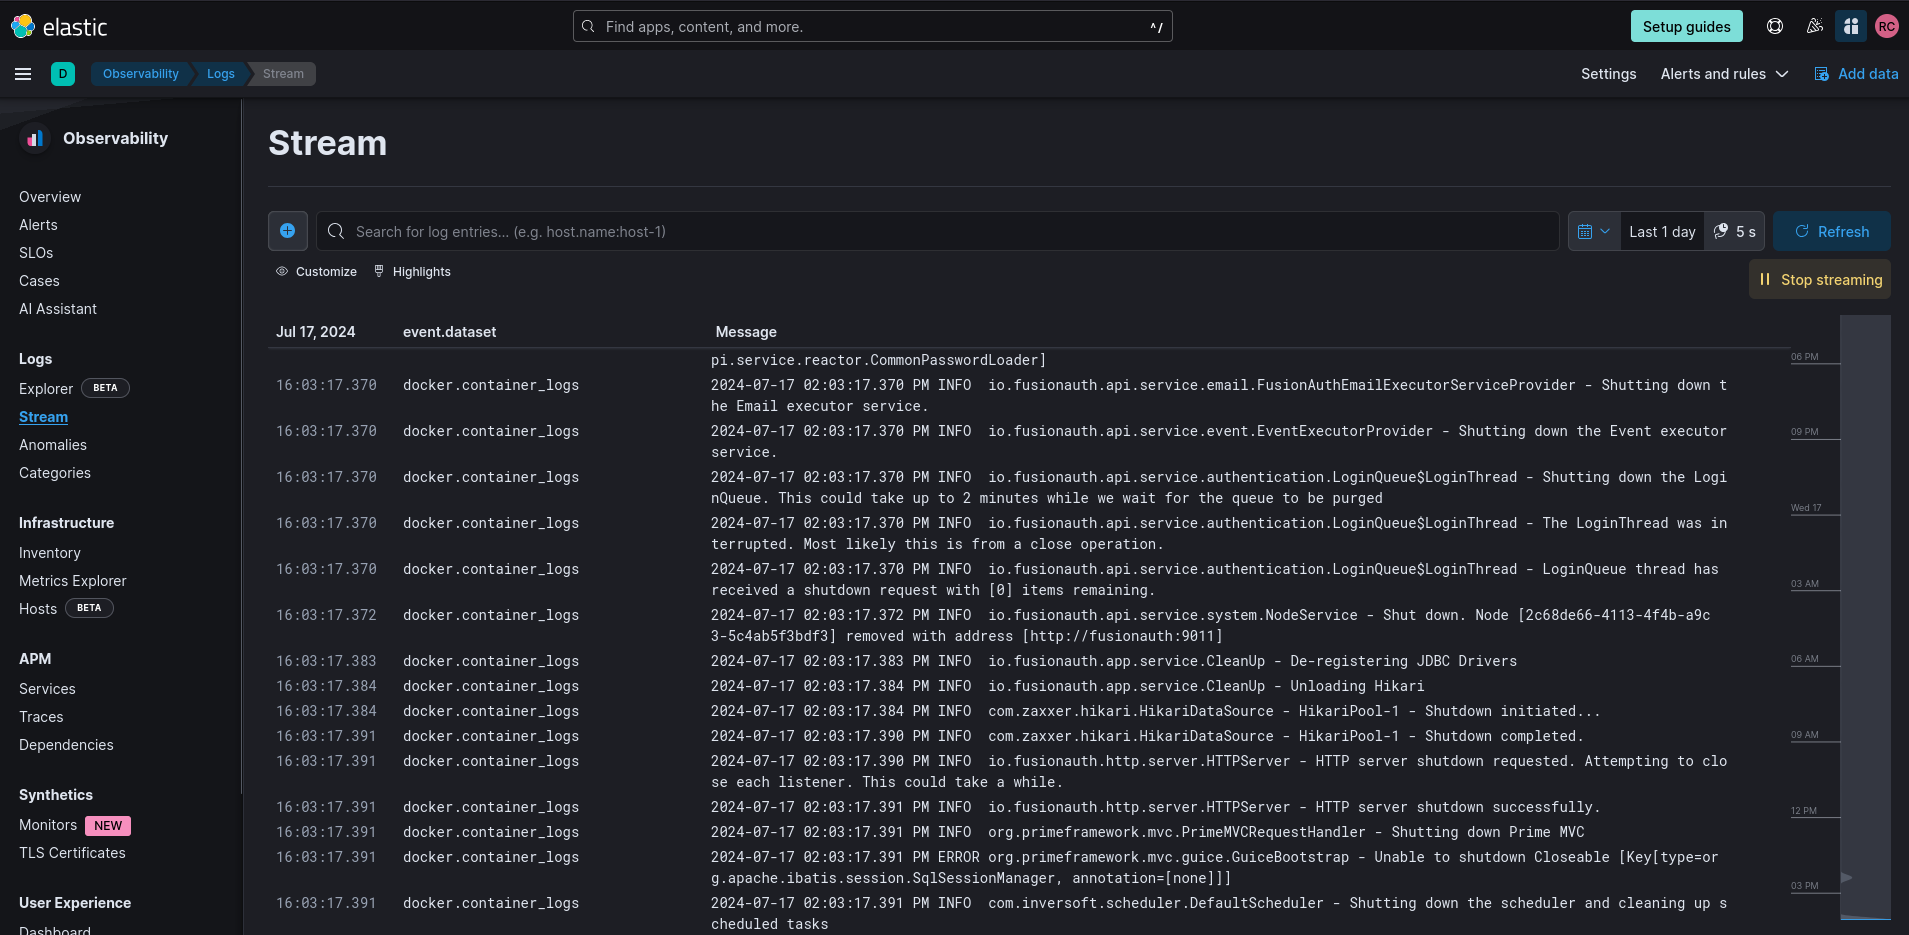 elastic
Find apps, content, and more.
^/
Setup guides
RC
D
Observability
Logs
Stream
Settings
Alerts and rules
Add data
Observability
Overview
Alerts
SLOs
Cases
AI Assistant
Logs
Explorer BETA
Stream
Anomalies
Categories
Infrastructure
Inventory
Metrics Explorer
Hosts BETA
APM
Services
Traces
Dependencies
Synthetics
Monitors NEW
TLS Certificates
User Experience
Dashboard
Stream
Search for log entries… (e.g. host.name:host-1)
Last 1 day
5 s
Refresh
Customize
Highlights
Stop streaming
Jul 17, 2024 event.dataset Message
pi.service.reactor.CommonPasswordLoader]
16:03:17.370 docker.container_logs 2024-07-17 02:03:17.370 PM INFO  io.fusionauth.api.service.email.FusionAuthEmailExecutorServiceProvider - Shutting down t
he Email executor service.
16:03:17.370 docker.container_logs 2024-07-17 02:03:17.370 PM INFO  io.fusionauth.api.service.event.EventExecutorProvider - Shutting down the Event executor
service.
16:03:17.370 docker.container_logs 2024-07-17 02:03:17.370 PM INFO  io.fusionauth.api.service.authentication.LoginQueue$LoginThread - Shutting down the Logi
nQueue. This could take up to 2 minutes while we wait for the queue to be purged
16:03:17.370 docker.container_logs 2024-07-17 02:03:17.370 PM INFO  io.fusionauth.api.service.authentication.LoginQueue$LoginThread - The LoginThread was in
terrupted. Most likely this is from a close operation.
16:03:17.370 docker.container_logs 2024-07-17 02:03:17.370 PM INFO  io.fusionauth.api.service.authentication.LoginQueue$LoginThread - LoginQueue thread has
received a shutdown request with [0] items remaining.
16:03:17.372 docker.container_logs 2024-07-17 02:03:17.372 PM INFO  io.fusionauth.api.service.system.NodeService - Shut down. Node [2c68de66-4113-4f4b-a9c
3-5c4ab5f3bdf3] removed with address [http://fusionauth:9011]
16:03:17.383 docker.container_logs 2024-07-17 02:03:17.383 PM INFO  io.fusionauth.app.service.CleanUp - De-registering JDBC Drivers
16:03:17.384 docker.container_logs 2024-07-17 02:03:17.384 PM INFO  io.fusionauth.app.service.CleanUp - Unloading Hikari
16:03:17.384 docker.container_logs 2024-07-17 02:03:17.384 PM INFO  com.zaxxer.hikari.HikariDataSource - HikariPool-1 - Shutdown initiated...
16:03:17.391 docker.container_logs 2024-07-17 02:03:17.390 PM INFO  com.zaxxer.hikari.HikariDataSource - HikariPool-1 - Shutdown completed.
16:03:17.391 docker.container_logs 2024-07-17 02:03:17.390 PM INFO  io.fusionauth.http.server.HTTPServer - HTTP server shutdown requested. Attempting to clo
se each listener. This could take a while.
16:03:17.391 docker.container_logs 2024-07-17 02:03:17.391 PM INFO  io.fusionauth.http.server.HTTPServer - HTTP server shutdown successfully.
16:03:17.391 docker.container_logs 2024-07-17 02:03:17.391 PM INFO  org.primeframework.mvc.PrimeMVCRequestHandler - Shutting down Prime MVC
16:03:17.391 docker.container_logs 2024-07-17 02:03:17.391 PM ERROR org.primeframework.mvc.guice.GuiceBootstrap - Unable to shutdown Closeable [Key[type=or
g.apache.ibatis.session.SqlSessionManager, annotation=[none]]]
16:03:17.391 docker.container_logs 2024-07-17 02:03:17.391 PM INFO  com.inversoft.scheduler.DefaultScheduler - Shutting down the scheduler and cleaning up s
cheduled tasks
06 PM
09 PM
Wed 17
03 AM
06 AM
09 AM
12 PM
03 PM